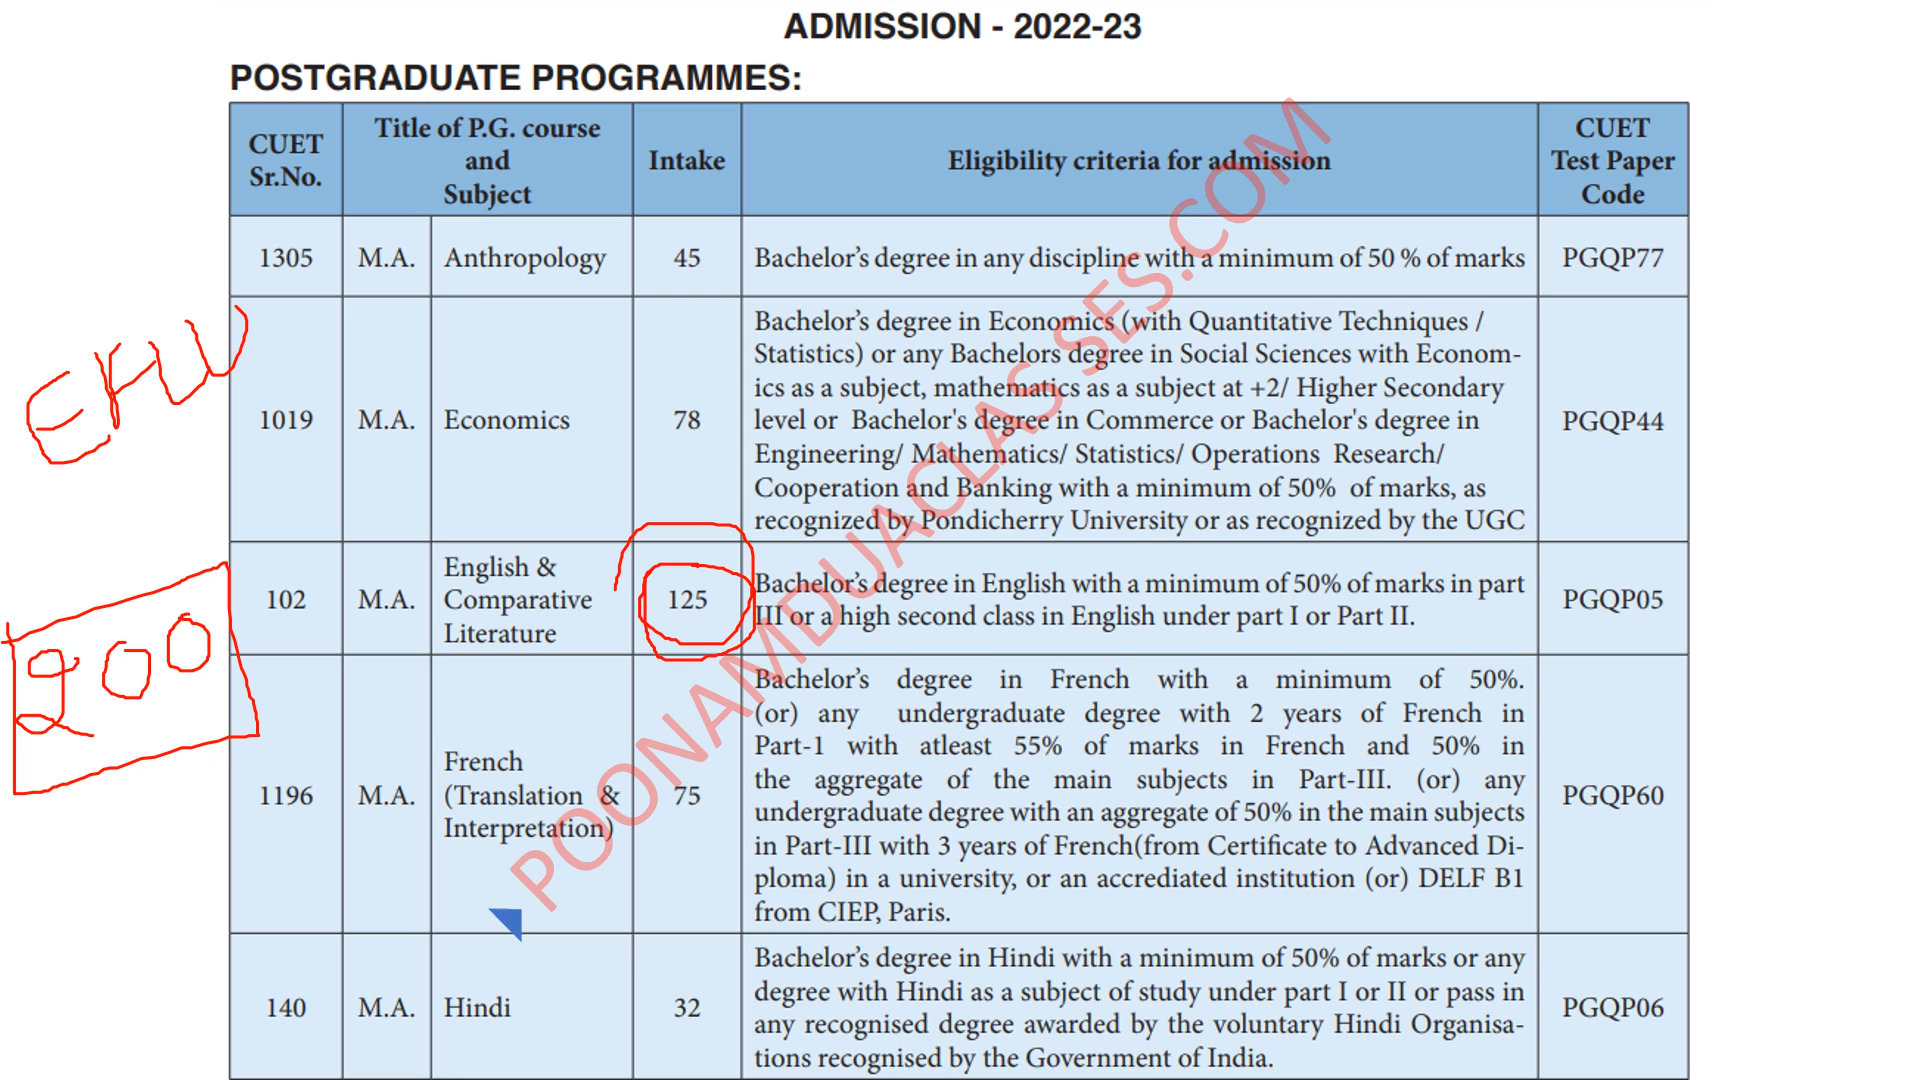 ADMISSION - 2022-23
POSTGRADUATE PROGRAMMES:
CUET
Sr.No.
Title of P.G. course
and
Subject
Intake
Eligibility criteria for admission
CUET
Test Paper
Code
1305
M.A.
Anthropology
45
Bachelor’s degree in any discipline with a minimum of 50 % of marks
PGQP77
1019
M.A.
Economics
78
Bachelor’s degree in Economics (with Quantitative Techniques /
Statistics) or any Bachelors degree in Social Sciences with Econom-
ics as a subject, mathematics as a subject at +2/ Higher Secondary
level or Bachelor's degree in Commerce or Bachelor's degree in
Engineering/ Mathematics/ Statistics/ Operations Research/
Cooperation and Banking with a minimum of 50% of marks, as
recognized by Pondicherry University or as recognized by the UGC
PGQP44
102
M.A.
English &
Comparative
Literature
125
Bachelor’s degree in English with a minimum of 50% of marks in part
III or a high second class in English under part I or Part II.
PGQP05
1196
M.A.
French
(Translation &
Interpretation)
75
Bachelor’s degree in French with a minimum of 50%.
(or) any undergraduate degree with 2 years of French in
Part-1 with atleast 55% of marks in French and 50% in
the aggregate of the main subjects in Part-III. (or) any
undergraduate degree with an aggregate of 50% in the main subjects
in Part-III with 3 years of French(from Certificate to Advanced Di-
ploma) in a university, or an accrediated institution (or) DELF B1
from CIEP, Paris.
PGQP60
140
M.A.
Hindi
32
Bachelor’s degree in Hindi with a minimum of 50% of marks or any
degree with Hindi as a subject of study under part I or II or pass in
any recognised degree awarded by the voluntary Hindi Organisa-
tions recognised by the Government of India.
PGQP06
POONAMDUACLAS SES.COM